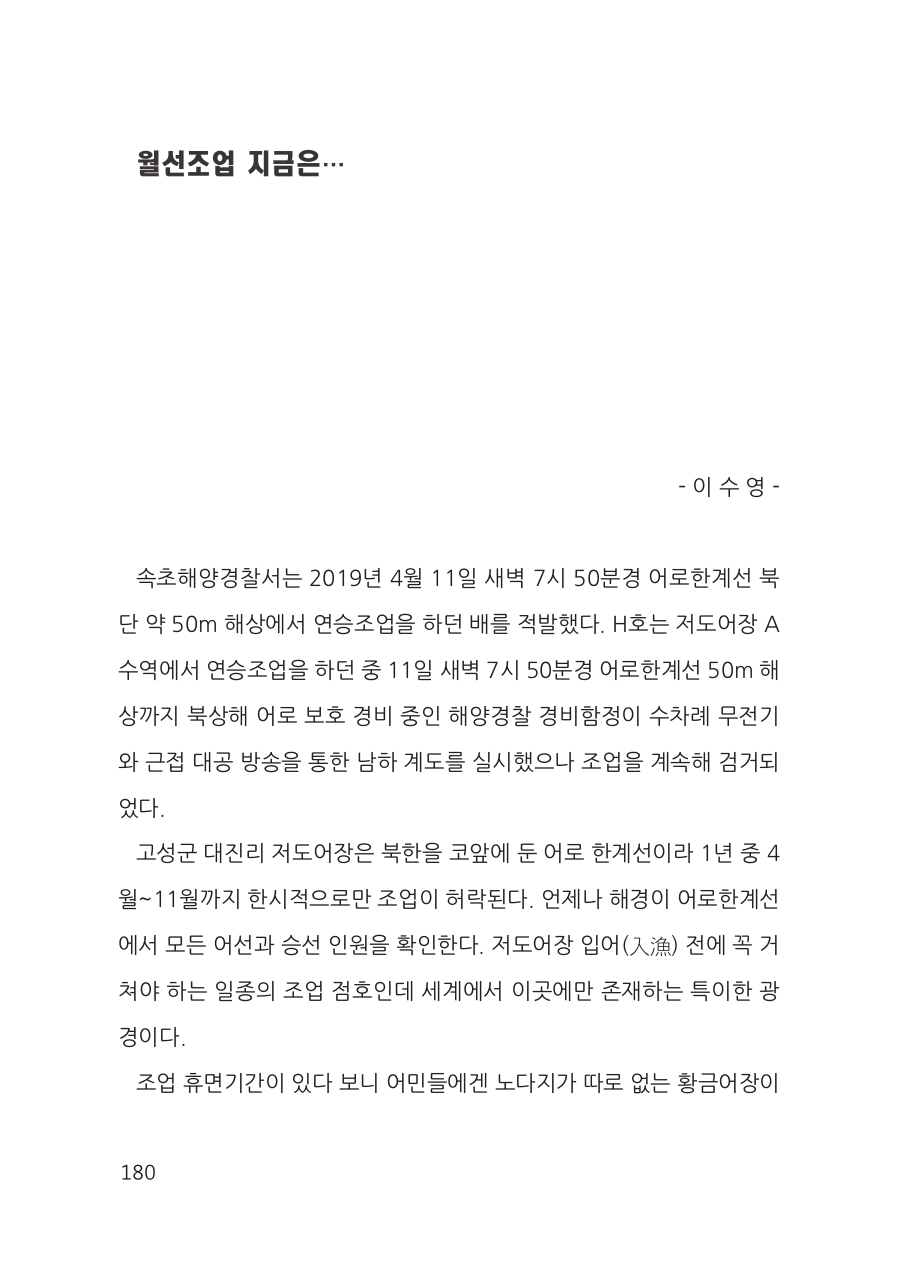 월선조업 지금은…
- 이 수 영 -
속초해양경찰서는 2019년 4월 11일 새벽 7시 50분경 어로한계선 북
단 약 50m 해상에서 연승조업을 하던 배를 적발했다. H호는 저도어장 A
수역에서 연승조업을 하던 중 11일 새벽 7시 50분경 어로한계선 50m 해
상까지 북상해 어로 보호 경비 중인 해양경찰 경비함정이 수차례 무전기
와 근접 대공 방송을 통한 남하 계도를 실시했으나 조업을 계속해 검거되
었다.
고성군 대진리 저도어장은 북한을 코앞에 둔 어로 한계선이라 1년 중 4
월~11월까지 한시적으로만 조업이 허락된다. 언제나 해경이 어로한계선
에서 모든 어선과 승선 인원을 확인한다. 저도어장 입어(入漁) 전에 꼭 거
쳐야 하는 일종의 조업 점호인데 세계에서 이곳에만 존재하는 특이한 광
경이다.
조업 휴면기간이 있다 보니 어민들에겐 노다지가 따로 없는 황금어장이
180